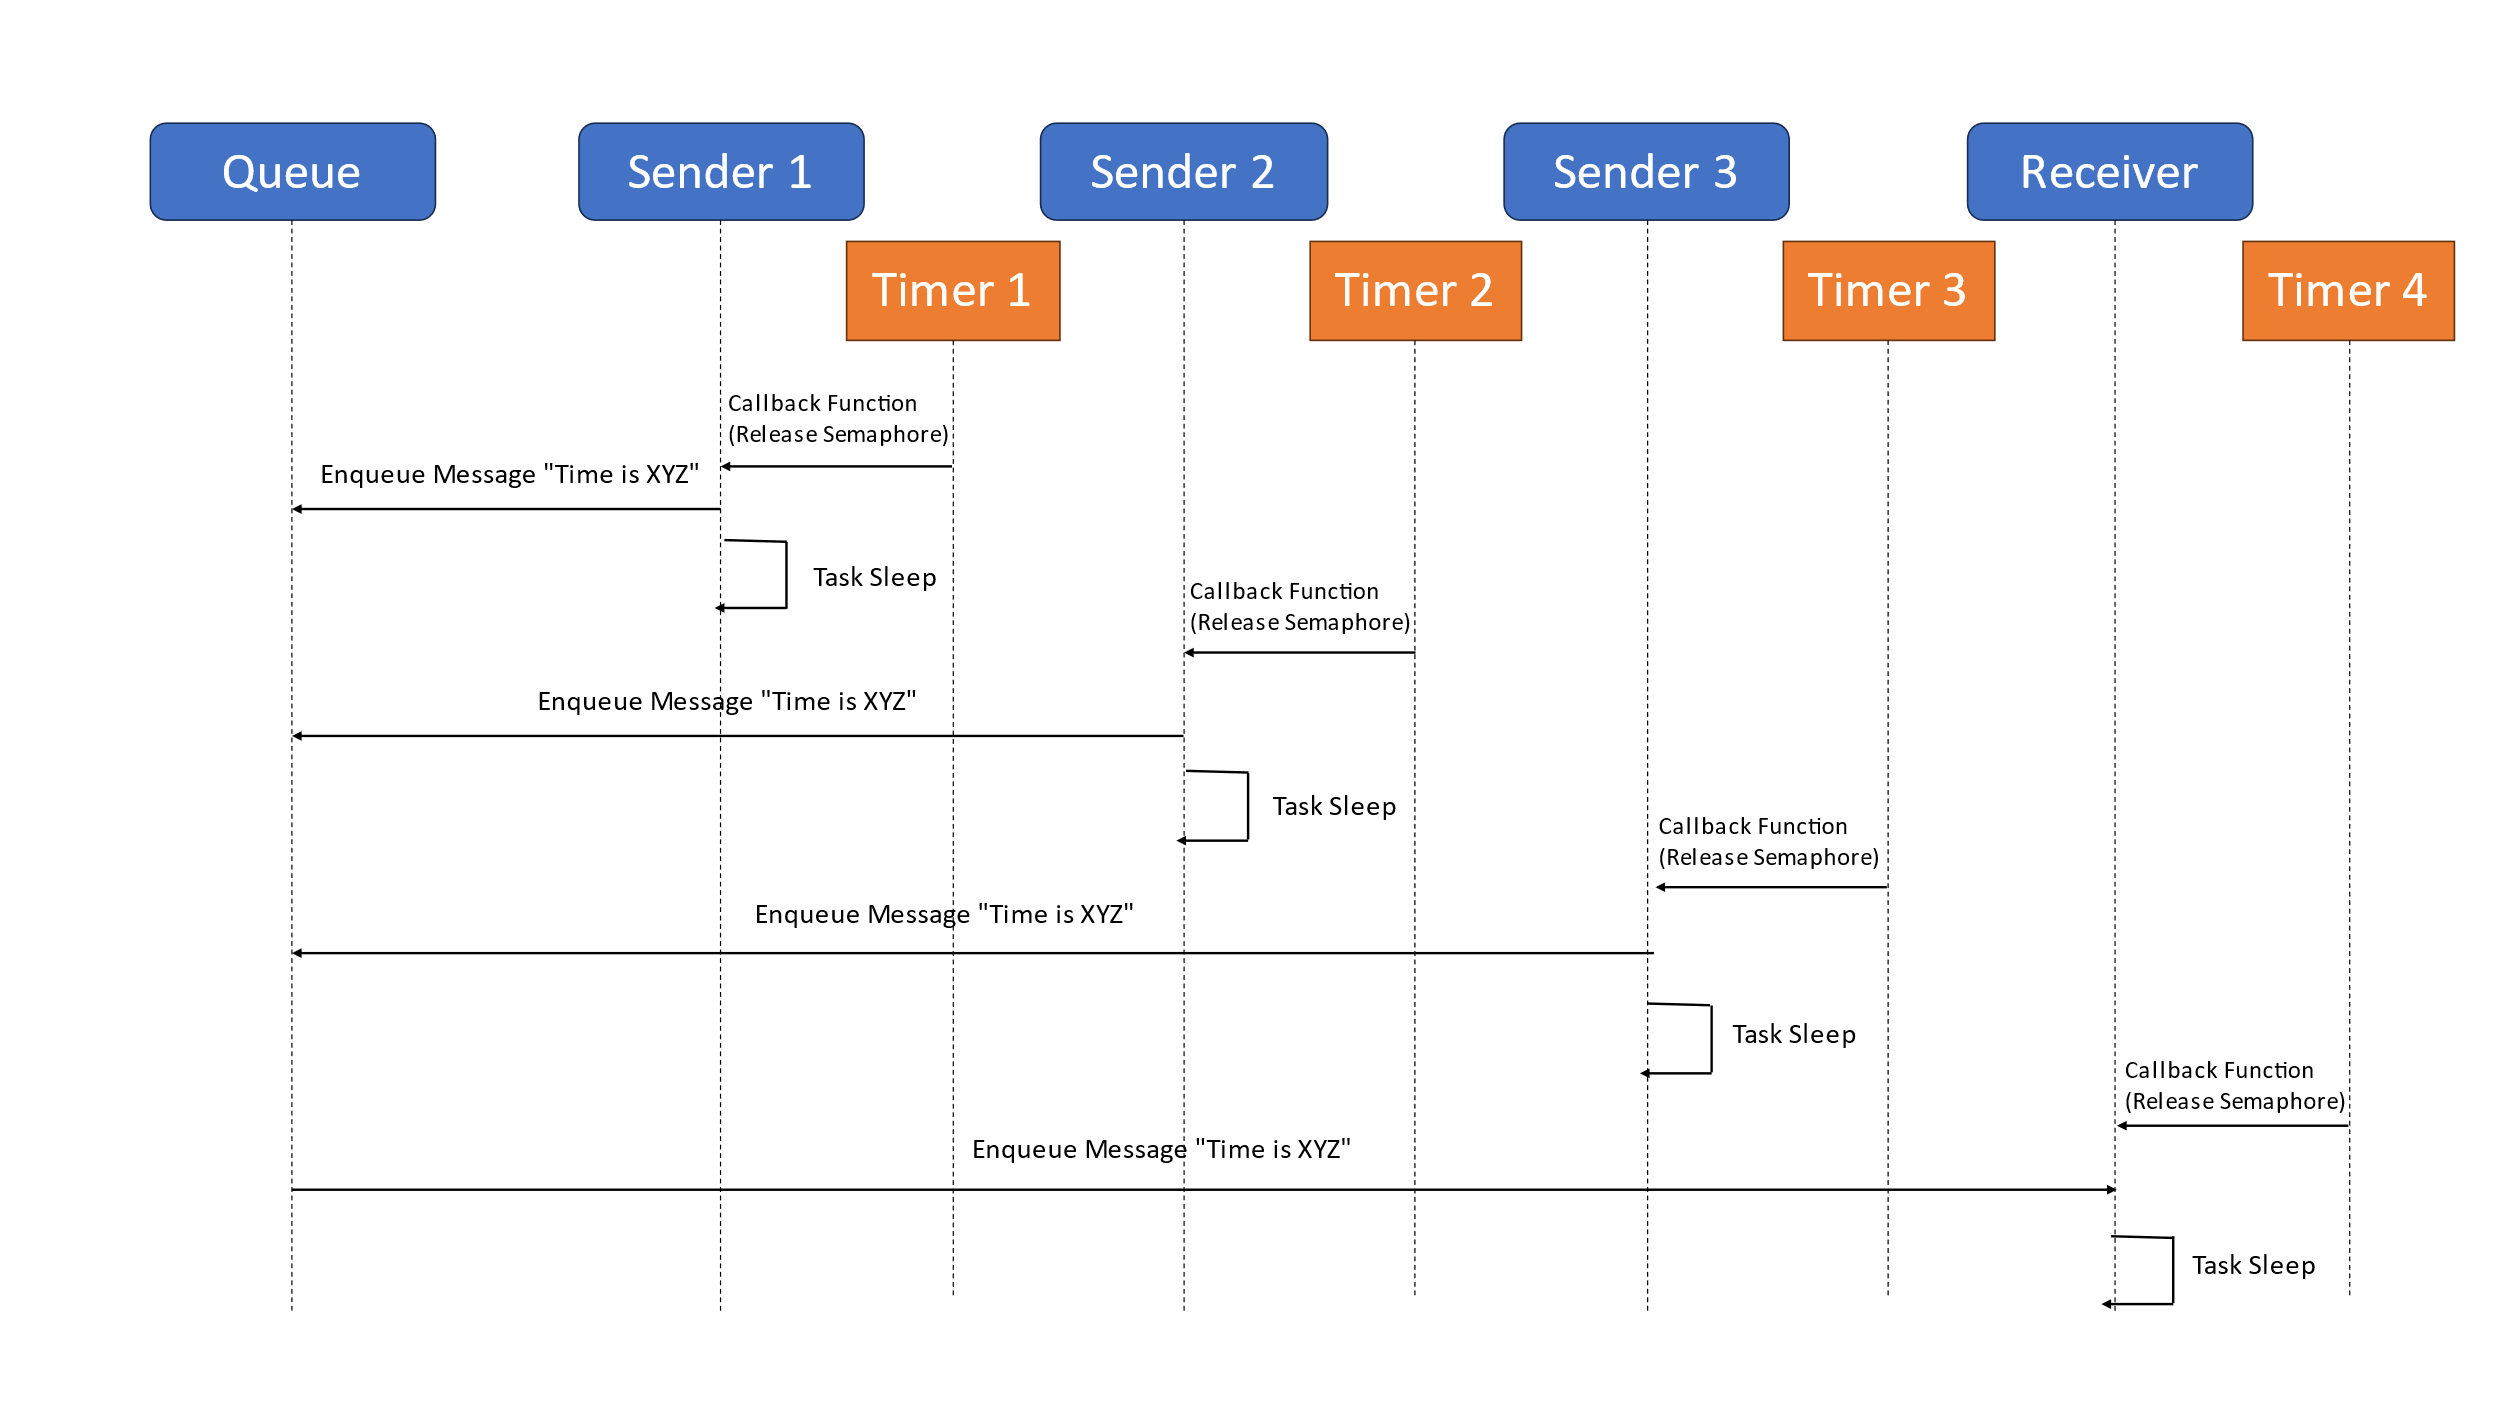 Queue
Sender 1
Sender 2
Sender 3
Receiver
Timer 1
Timer 2
Timer 3
Timer 4
Callback Function
(Release Semaphore)
Enqueue Message "Time is XYZ"
Task Sleep
Callback Function
(Release Semaphore)
Enqueue Message "Time is XYZ"
Task Sleep
Callback Function
(Release Semaphore)
Enqueue Message "Time is XYZ"
Task Sleep
Callback Function
(Release Semaphore)
Enqueue Message "Time is XYZ"
Task Sleep